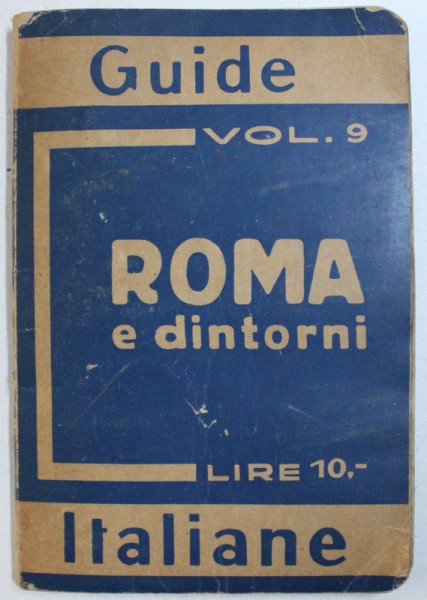 Guide
VOL. 9
ROMA
e dintorni
LIRE 10,-
Italiane